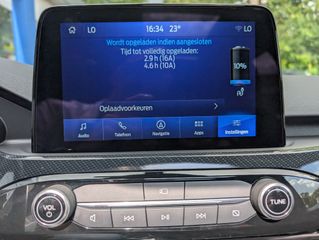 LO 16:34 23° LO
Wordt opgeladen indien aangesloten
Tijd tot volledig opgeladen:
2.9 h (16A)
4.6 h (10A)
10%
Oplaadvoorkeuren
Audio Telefoon Navigatie Apps Instellingen
VOL TUNE